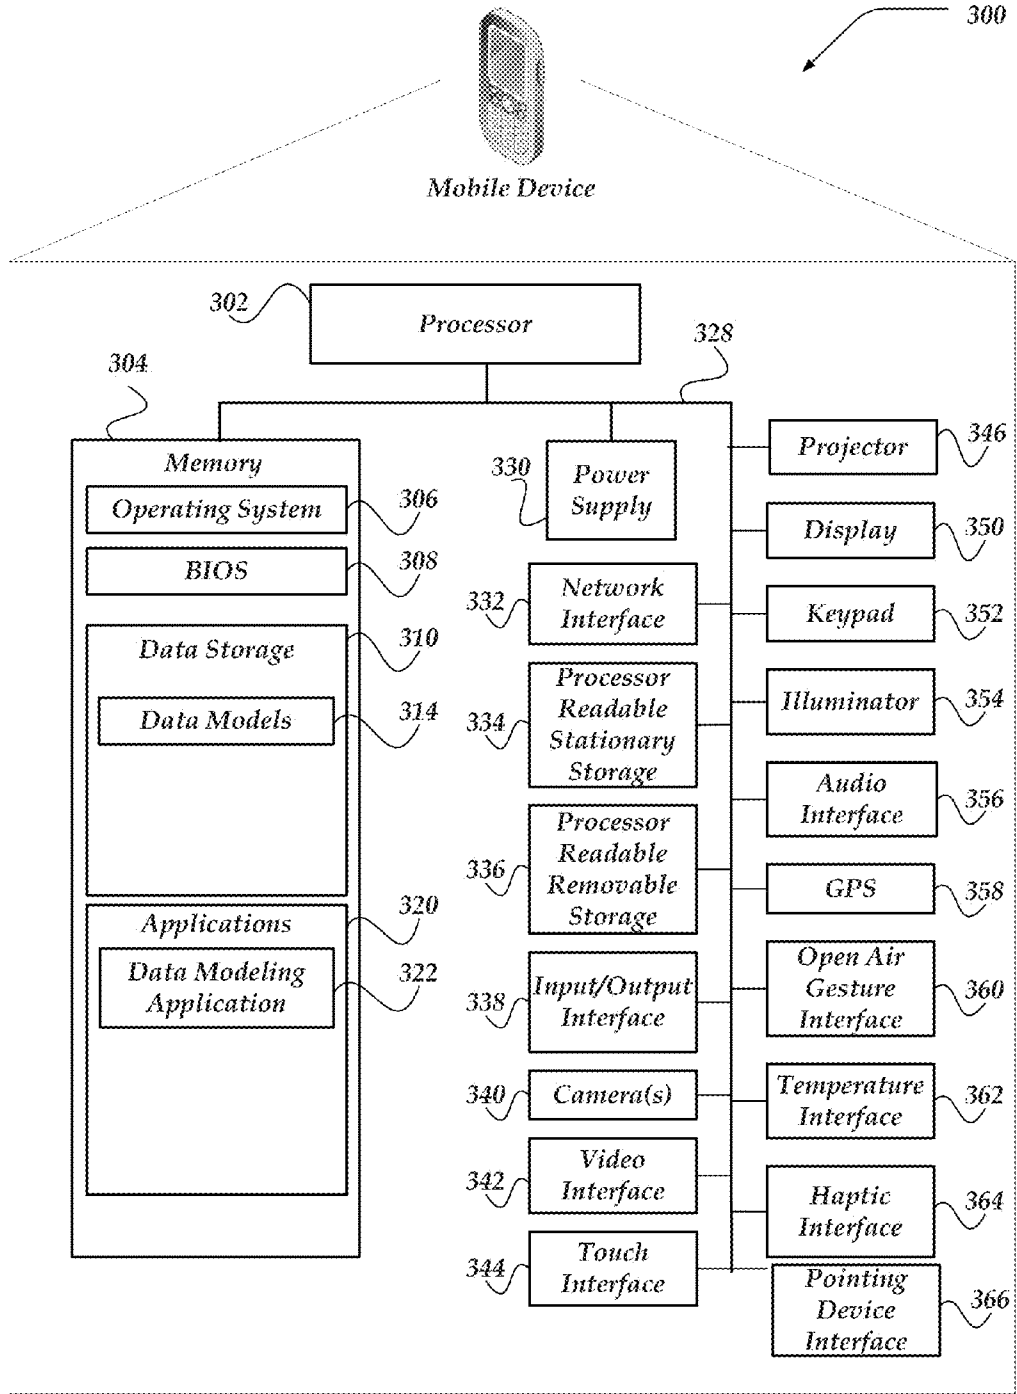 300
Mobile Device
302
Processor
328
304
Memory
Operating System
306
BIOS
308
Data Storage
310
Data Models
314
Applications
320
Data Modeling
Application
322
330
Power
Supply
332
Network
Interface
334
Processor
Readable
Stationary
Storage
336
Processor
Readable
Removable
Storage
338
Input/Output
Interface
340
Camera(s)
342
Video
Interface
344
Touch
Interface
Projector
346
Display
350
Keypad
352
Illuminator
354
Audio
Interface
356
GPS
358
Open Air
Gesture
Interface
360
Temperature
Interface
362
Haptic
Interface
364
Pointing
Device
Interface
366